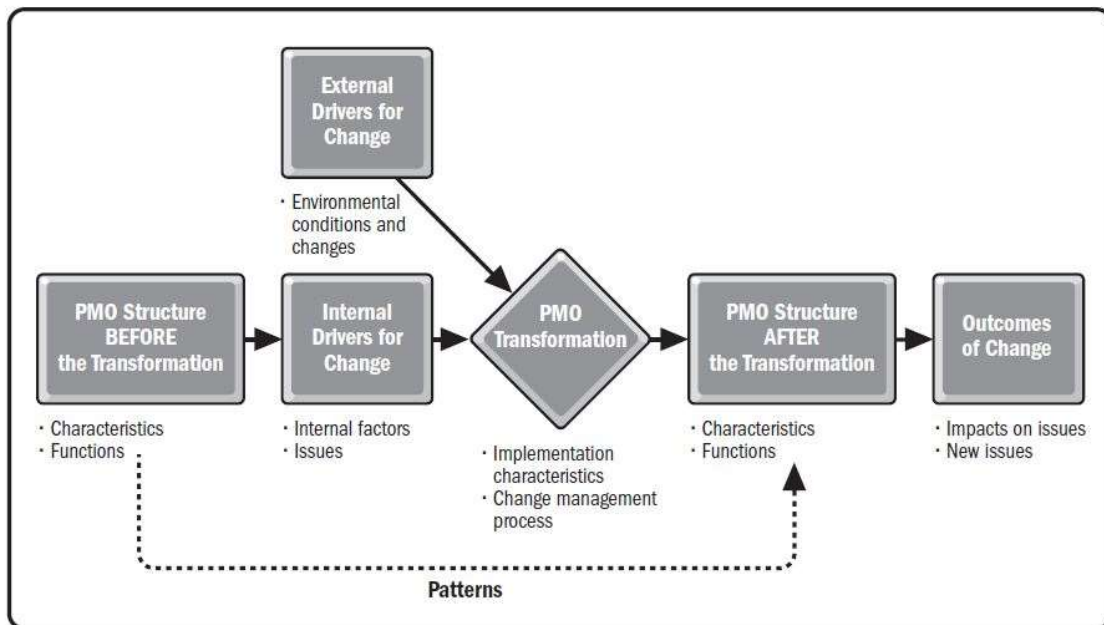 External
Drivers for
Change
· Environmental
conditions and
changes
PMO Structure
BEFORE
the Transformation
· Characteristics
· Functions
Internal
Drivers for
Change
· Internal factors
· Issues
PMO
Transformation
· Implementation
characteristics
· Change management
process
PMO Structure
AFTER
the Transformation
· Characteristics
· Functions
Outcomes
of Change
· Impacts on issues
· New issues
Patterns